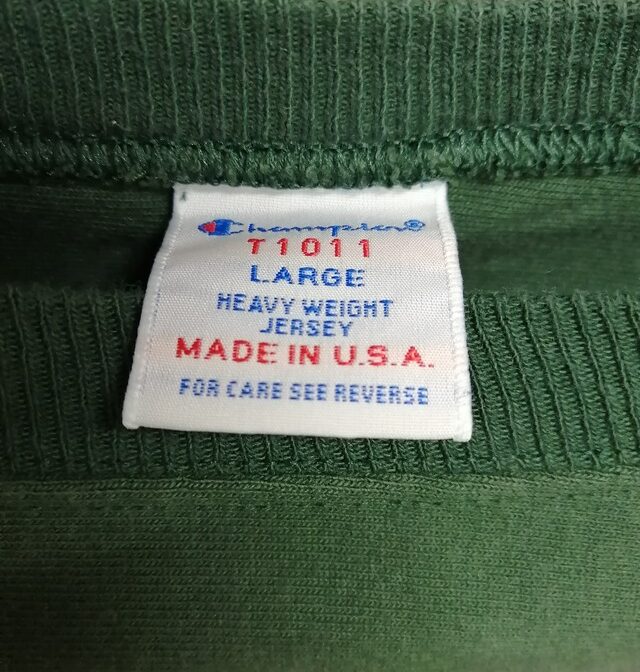 Champion®
T1011
LARGE
HEAVY WEIGHT
JERSEY
MADE IN U.S.A.
FOR CARE SEE REVERSE